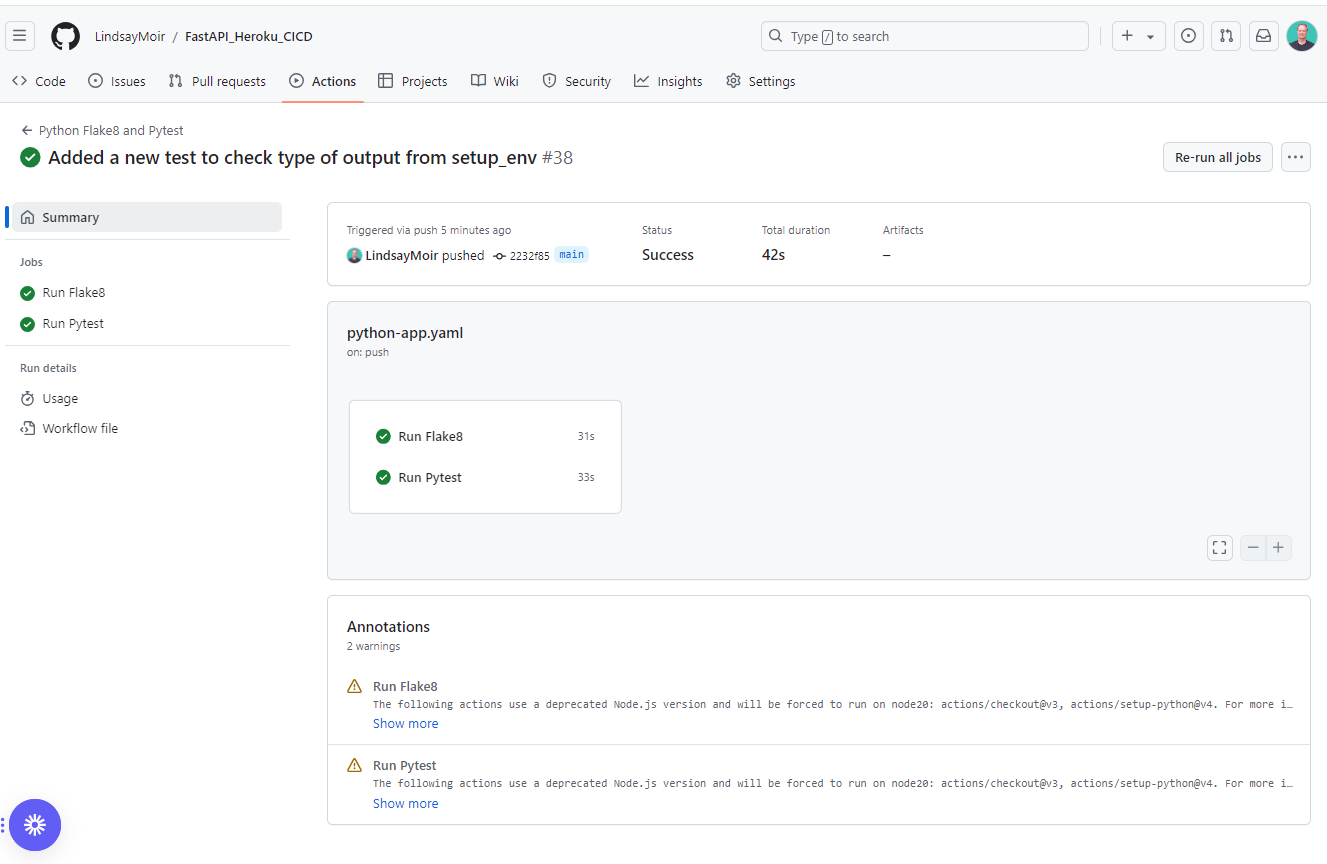 LindsayMoir / FastAPI_Heroku_CICD
Type / to search
Code Issues Pull requests Actions Projects Wiki Security Insights Settings
Python Flake8 and Pytest
Added a new test to check type of output from setup_env #38
Re-run all jobs
Summary
Jobs
Run Flake8
Run Pytest
Run details
Usage
Workflow file
Triggered via push 5 minutes ago
LindsayMoir pushed 2232f85 main
Status
Success
Total duration
42s
Artifacts
–
python-app.yaml
on: push
Run Flake8 31s
Run Pytest 33s
Annotations
2 warnings
Run Flake8
The following actions use a deprecated Node.js version and will be forced to run on node20: actions/checkout@v3, actions/setup-python@v4. For more i…
Show more
Run Pytest
The following actions use a deprecated Node.js version and will be forced to run on node20: actions/checkout@v3, actions/setup-python@v4. For more i…
Show more